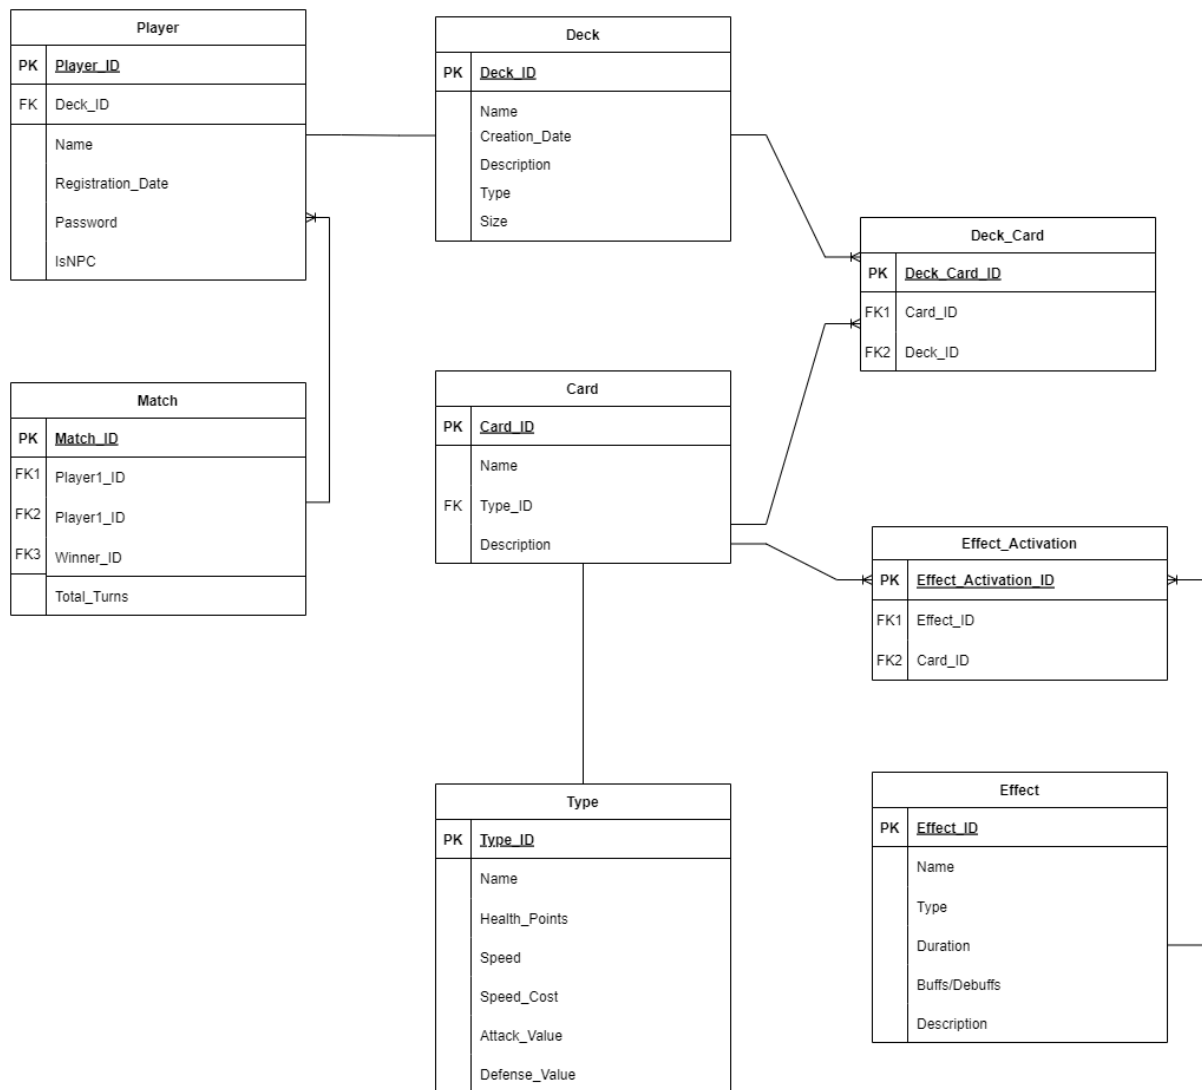 Player
PK Player_ID
FK Deck_ID
Name
Registration_Date
Password
IsNPC
Deck
PK Deck_ID
Name
Creation_Date
Description
Type
Size
Deck_Card
PK Deck_Card_ID
FK1 Card_ID
FK2 Deck_ID
Match
PK Match_ID
FK1 Player1_ID
FK2 Player1_ID
FK3 Winner_ID
Total_Turns
Card
PK Card_ID
Name
FK Type_ID
Description
Effect_Activation
PK Effect_Activation_ID
FK1 Effect_ID
FK2 Card_ID
Type
PK Type_ID
Name
Health_Points
Speed
Speed_Cost
Attack_Value
Defense_Value
Effect
PK Effect_ID
Name
Type
Duration
Buffs/Debuffs
Description